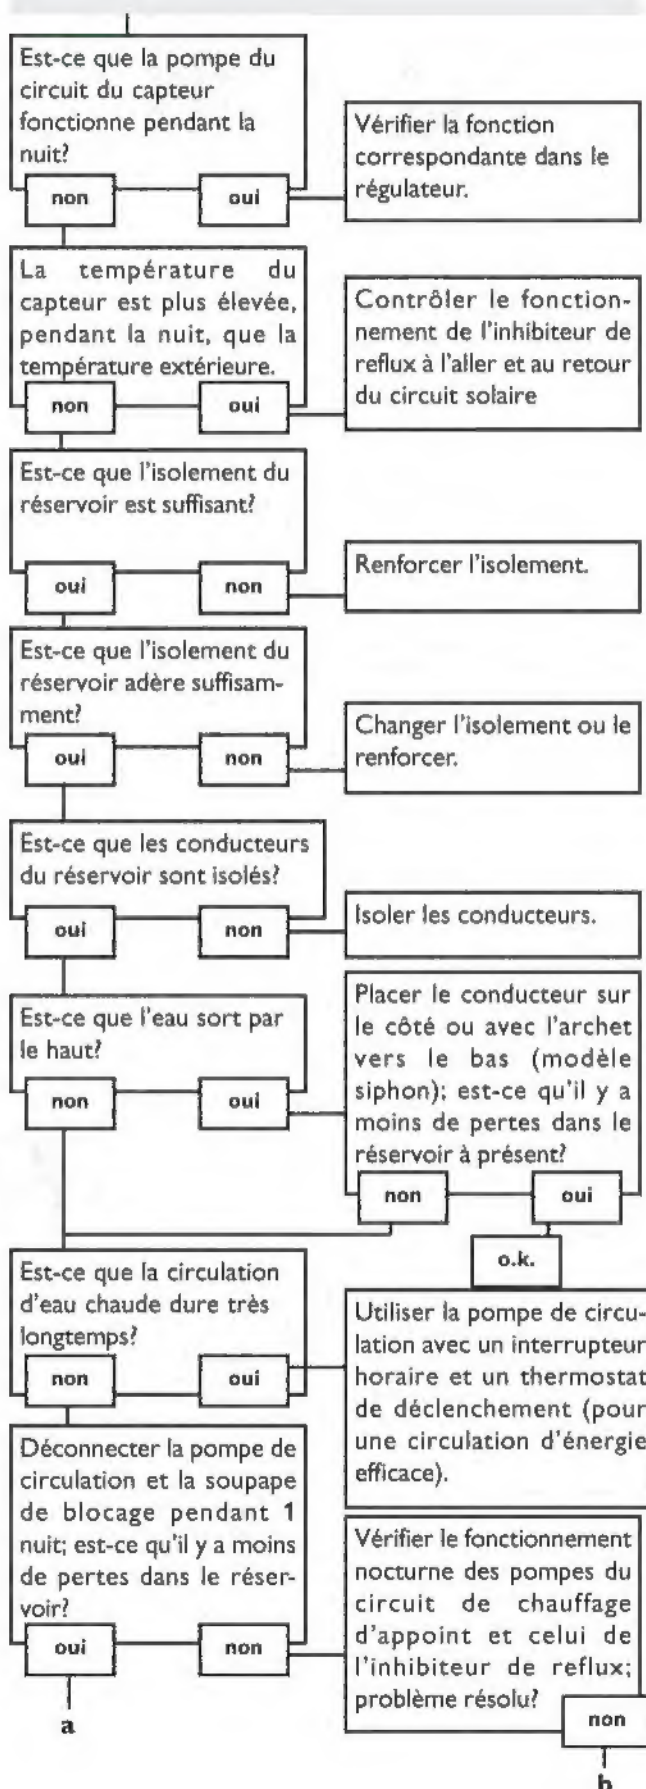 Est-ce que la pompe du
circuit du capteur
fonctionne pendant la
nuit?
non
oui
Vérifier la fonction
correspondante dans le
régulateur.
La température du
capteur est plus élevée,
pendant la nuit, que la
température extérieure.
non
oui
Contrôler le fonction-
nement de l'inhibiteur de
reflux à l'aller et au retour
du circuit solaire
Est-ce que l'isolement du
réservoir est suffisant?
oui
non
Renforcer l'isolement.
Est-ce que l'isolement du
réservoir adère suffisam-
ment?
oui
non
Changer l'isolement ou le
renforcer.
Est-ce que les conducteurs
du réservoir sont isolés?
oui
non
Isoler les conducteurs.
Est-ce que l'eau sort par
le haut?
non
oui
Placer le conducteur sur
le côté ou avec l'archet
vers le bas (modèle
siphon); est-ce qu'il y a
moins de pertes dans le
réservoir à présent?
non
oui
o.k.
Est-ce que la circulation
d'eau chaude dure très
longtemps?
non
oui
Utiliser la pompe de circu-
lation avec un interrupteur
horaire et un thermostat
de déclenchement (pour
une circulation d'énergie
efficace).
Déconnecter la pompe de
circulation et la soupape
de blocage pendant 1
nuit; est-ce qu'il y a moins
de pertes dans le réser-
voir?
oui
non
a
Vérifier le fonctionnement
nocturne des pompes du
circuit de chauffage
d'appoint et celui de
l'inhibiteur de reflux;
problème résolu?
non
b